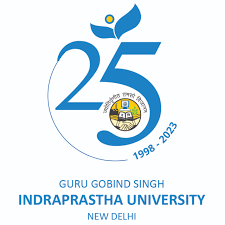 25
1998 - 2023
GURU GOBIND SINGH
INDRAPRASTHA UNIVERSITY
NEW DELHI